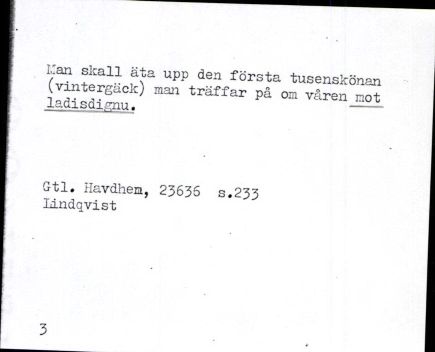 Man skall äta upp den första tusenskönan
(vintergäck) man träffar på om våren mot
ladisdignu.
Gtl. Havdhem, 23636 s.233
Lindqvist
3